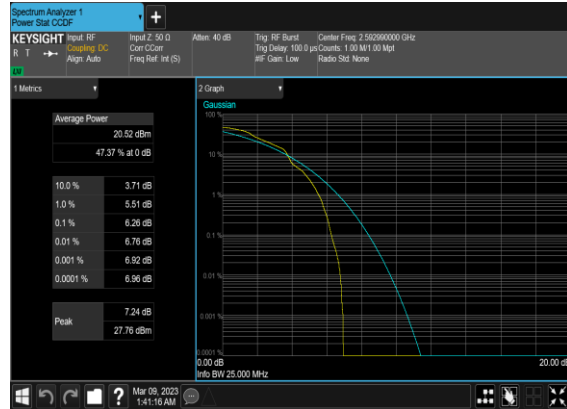 Spectrum Analyzer 1
Power Stat CCDF
+
KEYSIGHT Input: RF Input Z: 50 Ω Atten: 40 dB Trig: RF Burst Center Freq: 2.592990000 GHz
R T Coupling: DC Corr CCorr Trig Delay: 100.0 µs Counts: 1.00 M/1.00 Mpt
Align: Auto Freq Ref: Int (S) #IF Gain: Low Radio Std: None
LXI
1 Metrics
2 Graph
Average Power
20.52 dBm
47.37 % at 0 dB
10.0 % 3.71 dB
1.0 % 5.51 dB
0.1 % 6.26 dB
0.01 % 6.76 dB
0.001 % 6.92 dB
0.0001 % 6.96 dB
Peak 7.24 dB
27.76 dBm
Gaussian
100 %
10 %
1 %
0.1 %
0.01 %
0.001 %
0.0001 %
0.00 dB 20.00 dB
Info BW 25.000 MHz
? Mar 09, 2023
1:41:16 AM